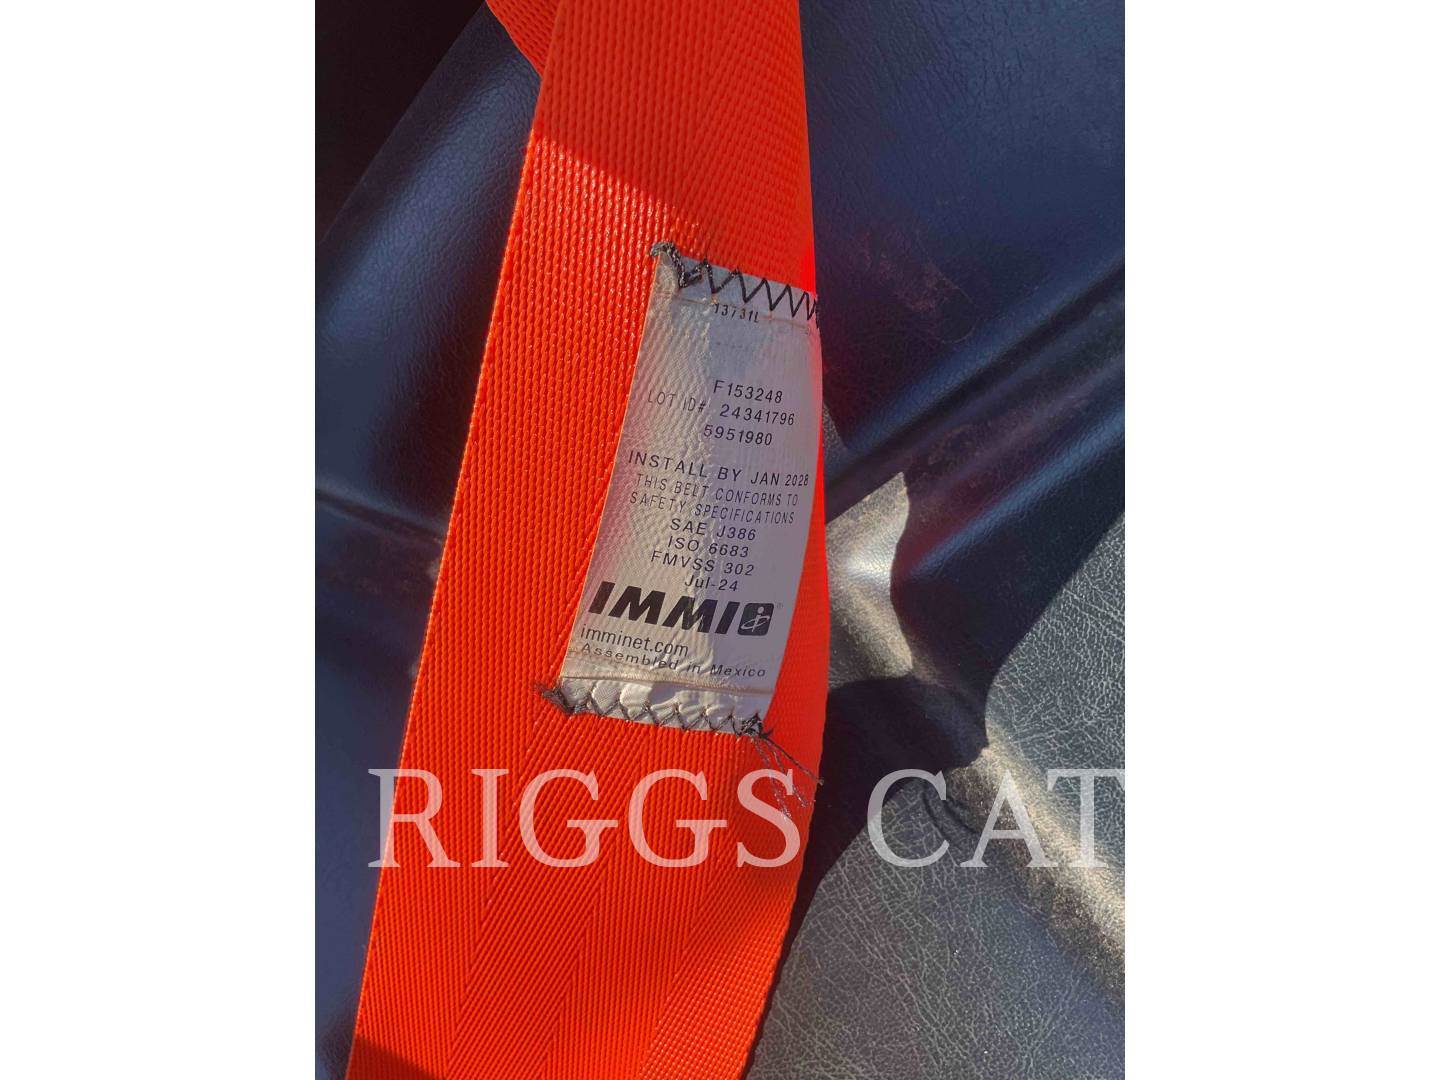 13731L
F153248
LOT ID# 24341796
5951980
INSTALL BY JAN 2028
THIS BELT CONFORMS TO
SAFETY SPECIFICATIONS
SAE J386
ISO 6683
FMVSS 302
Jul-24
IMMI
imminet.com
Assembled in Mexico
RIGGS CAT